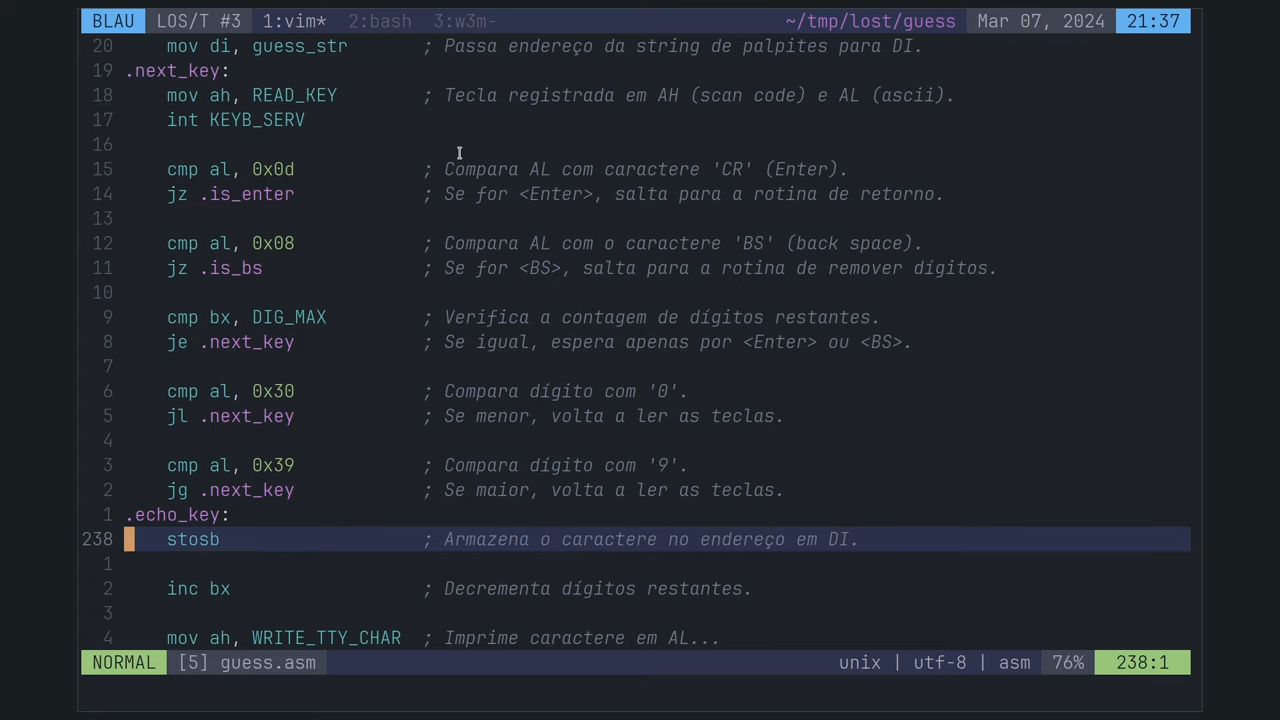 BLAU LOS/T #3 1:vim* 2:bash 3:w3m- ~/tmp/lost/guess Mar 07, 2024 21:37
20 mov di, guess_str ; Passa endereço da string de palpites para DI.
19 .next_key:
18 mov ah, READ_KEY ; Tecla registrada em AH (scan code) e AL (ascii).
17 int KEYB_SERV
16
15 cmp al, 0x0d ; Compara AL com caractere 'CR' (Enter).
14 jz .is_enter ; Se for <Enter>, salta para a rotina de retorno.
13
12 cmp al, 0x08 ; Compara AL com o caractere 'BS' (back space).
11 jz .is_bs ; Se for <BS>, salta para a rotina de remover dígitos.
10
9 cmp bx, DIG_MAX ; Verifica a contagem de dígitos restantes.
8 je .next_key ; Se igual, espera apenas por <Enter> ou <BS>.
7
6 cmp al, 0x30 ; Compara dígito com '0'.
5 jl .next_key ; Se menor, volta a ler as teclas.
4
3 cmp al, 0x39 ; Compara dígito com '9'.
2 jg .next_key ; Se maior, volta a ler as teclas.
1 .echo_key:
238 stosb ; Armazena o caractere no endereço em DI.
1
2 inc bx ; Decrementa dígitos restantes.
3
4 mov ah, WRITE_TTY_CHAR ; Imprime caractere em AL...
NORMAL [5] guess.asm unix | utf-8 | asm 76% 238:1